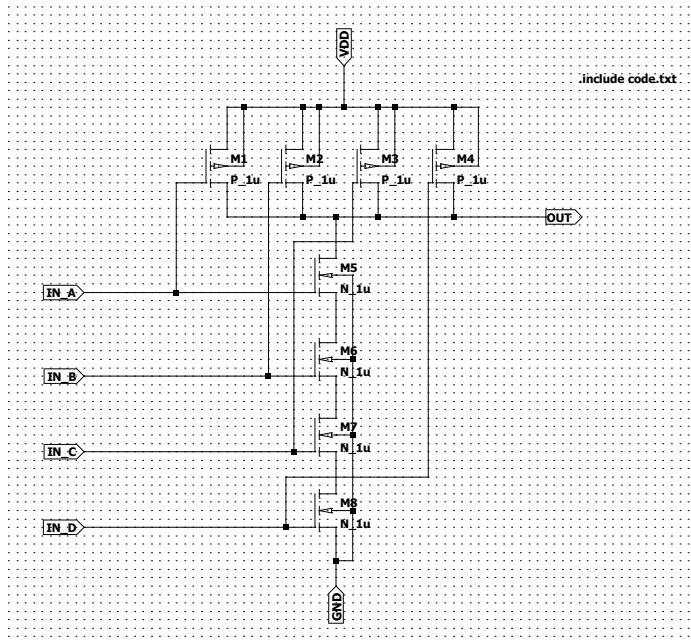 VDD
.include code.txt
M1
M2
M3
M4
P_1u
P_1u
P_1u
P_1u
OUT
M5
IN_A
N_1u
M6
IN_B
N_1u
M7
IN_C
N_1u
M8
IN_D
N_1u
GND